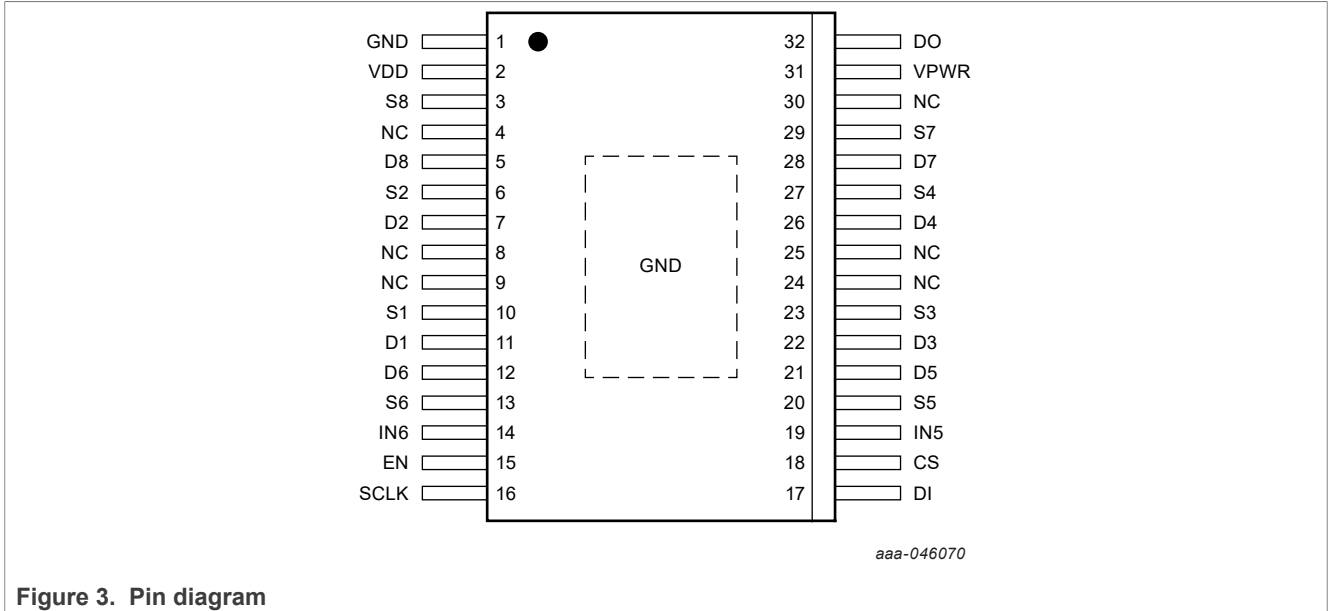 GND 1 32 DO
VDD 2 31 VPWR
S8 3 30 NC
NC 4 29 S7
D8 5 28 D7
S2 6 27 S4
D2 7 26 D4
NC 8 25 NC
GND
NC 9 24 NC
S1 10 23 S3
D1 11 22 D3
D6 12 21 D5
S6 13 20 S5
IN6 14 19 IN5
EN 15 18 CS
SCLK 16 17 DI
aaa-046070
Figure 3. Pin diagram